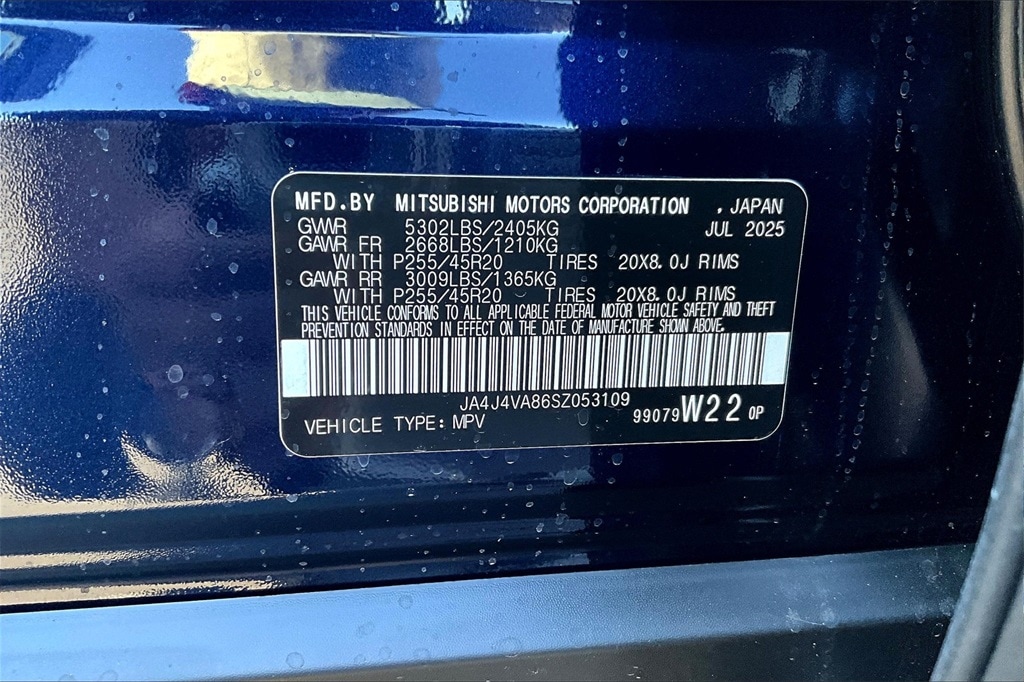 MFD.BY MITSUBISHI MOTORS CORPORATION , JAPAN
GVWR 5302LBS/2405KG JUL 2025
GAWR FR 2668LBS/1210KG
WITH P255/45R20 TIRES 20X8.0J RIMS
GAWR RR 3009LBS/1365KG
WITH P255/45R20 TIRES 20X8.0J RIMS
THIS VEHICLE CONFORMS TO ALL APPLICABLE FEDERAL MOTOR VEHICLE SAFETY AND THEFT
PREVENTION STANDARDS IN EFFECT ON THE DATE OF MANUFACTURE SHOWN ABOVE.
JA4J4VA86SZ053109
VEHICLE TYPE: MPV 99079 W22 0P